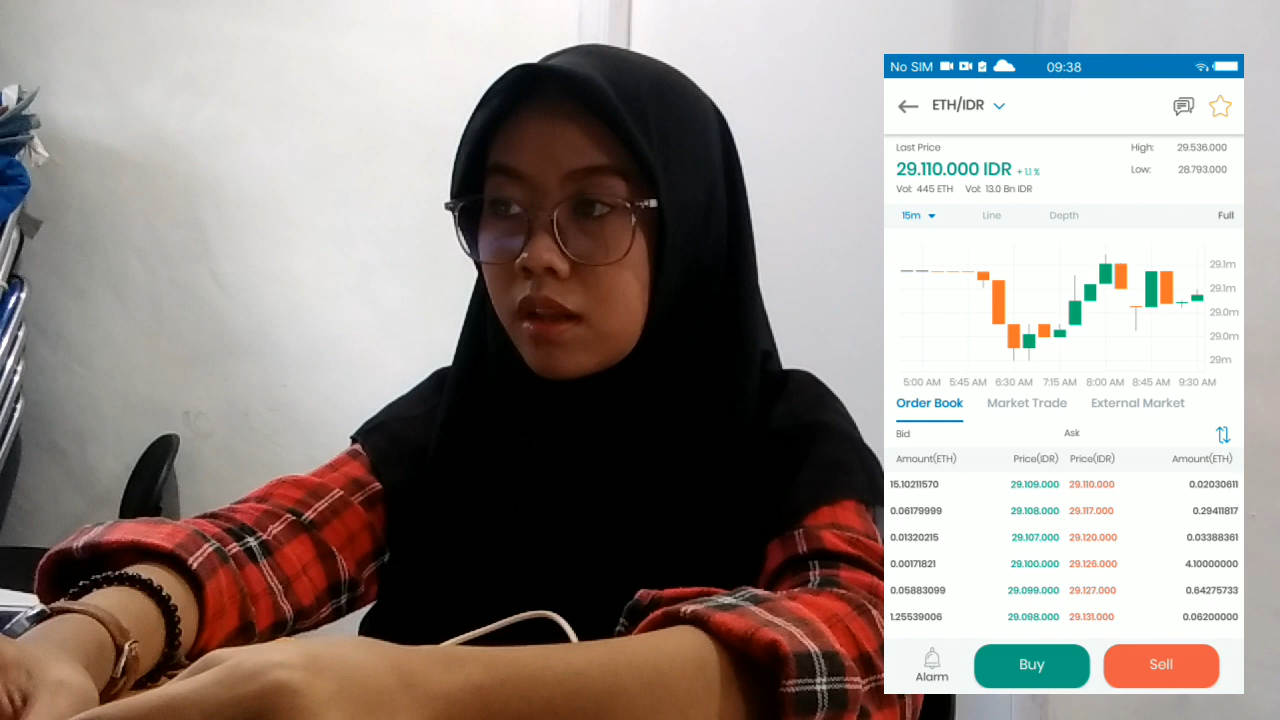 No SIM 09:38
ETH/IDR
Last Price
29.110.000 IDR + 1.1 %
Vol: 445 ETH Vol: 13.0 Bn IDR
High: 29.536.000
Low: 28.793.000
15m Line Depth Full
29.1m
29.1m
29.0m
29.0m
29m
5:00 AM 5:45 AM 6:30 AM 7:15 AM 8:00 AM 8:45 AM 9:30 AM
Order Book Market Trade External Market
Bid Ask
Amount(ETH) Price(IDR) Price(IDR) Amount(ETH)
15.10211570 29.109.000 29.110.000 0.02030611
0.06179999 29.108.000 29.117.000 0.29411817
0.01320215 29.107.000 29.120.000 0.03388361
0.00171821 29.100.000 29.126.000 4.10000000
0.05883099 29.099.000 29.127.000 0.64275733
1.25539006 29.098.000 29.131.000 0.06200000
Alarm Buy Sell